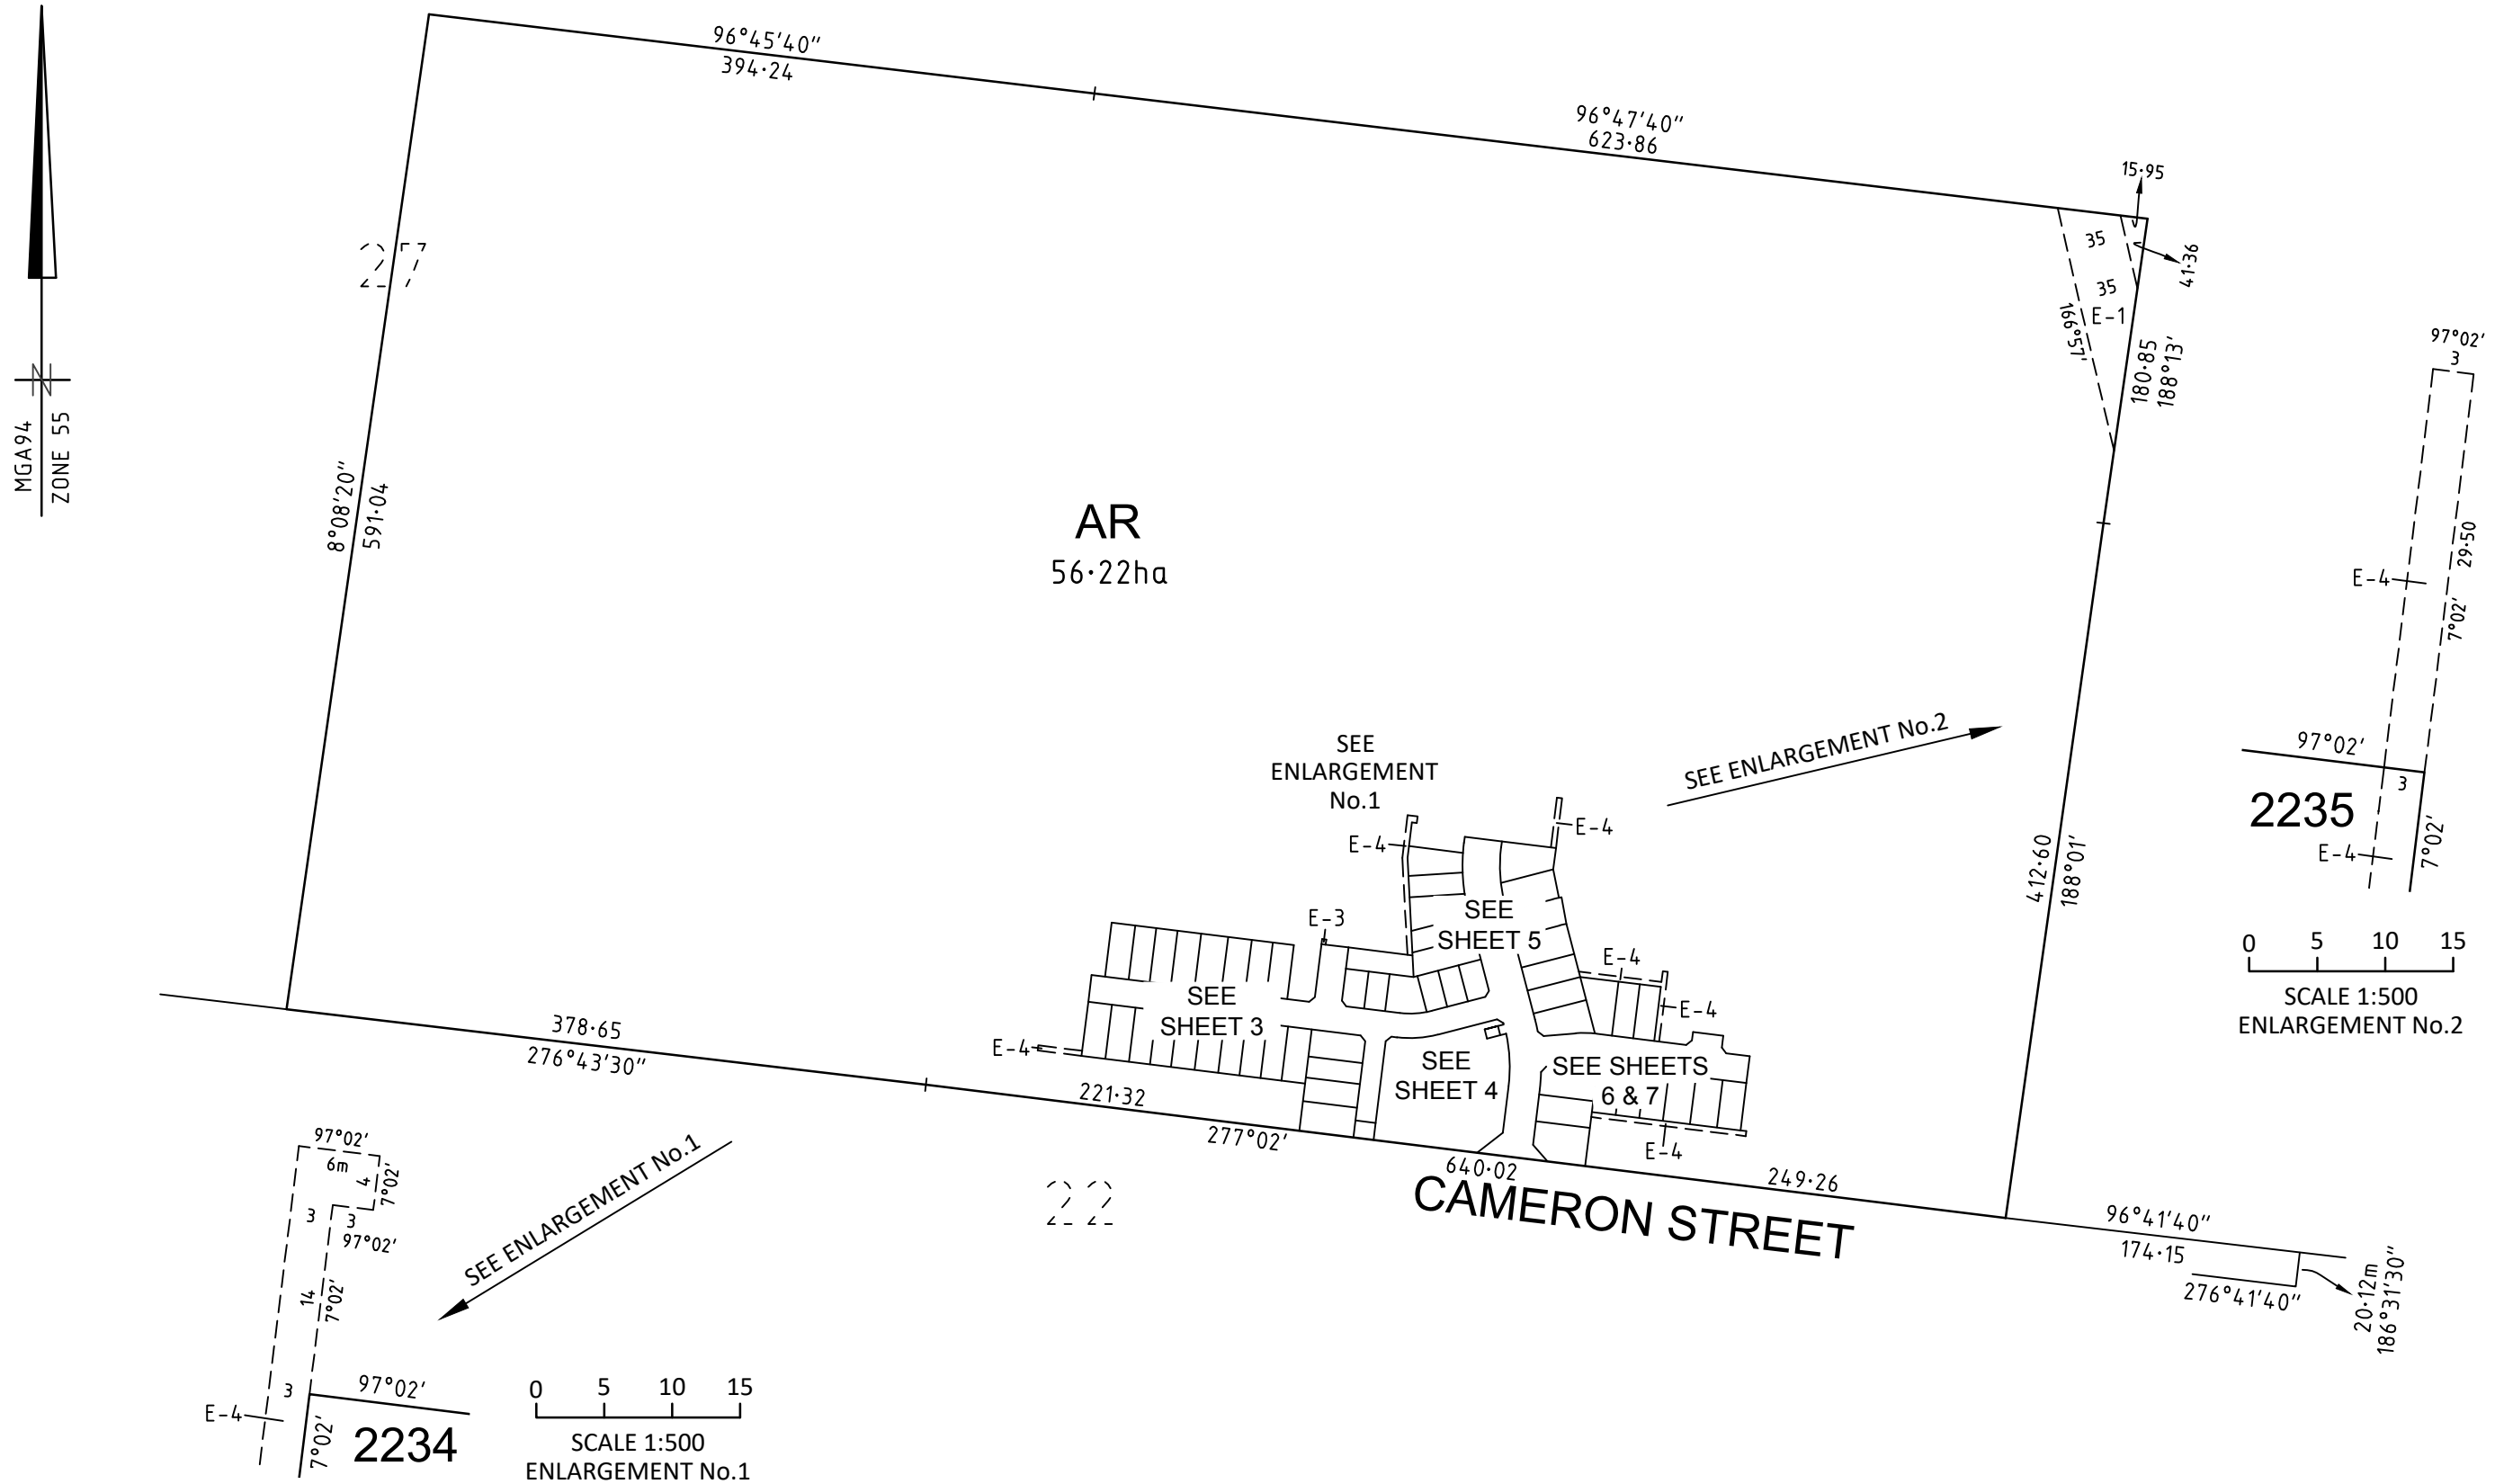 96°45'40"
394·24
96°47'40"
623·86
15·95
41·36
35
35
E-1
166°57'
180·85
188°13'
27
MGA94
ZONE 55
N
8°08'20"
591·04
AR
56·22ha
97°02'
3
29·50
E-4
7°02'
97°02'
3
2235
E-4
7°02'
0 5 10 15
SCALE 1:500
ENLARGEMENT No.2
SEE
ENLARGEMENT
No.1
SEE ENLARGEMENT No.2
E-4
E-4
412·60
188°01'
E-3
SEE
SHEET 5
E-4
E-4
SEE
SHEET 3
E-4
SEE
SHEET 4
SEE SHEETS
6 & 7
E-4
378·65
276°43'30"
221·32
277°02'
640·02
249·26
CAMERON STREET
22
96°41'40"
174·15
276°41'40"
20·12m
186°31'30"
97°02'
6m
4
7°02'
3
3
97°02'
14
7°02'
SEE ENLARGEMENT No.1
3
97°02'
E-4
7°02'
2234
0 5 10 15
SCALE 1:500
ENLARGEMENT No.1